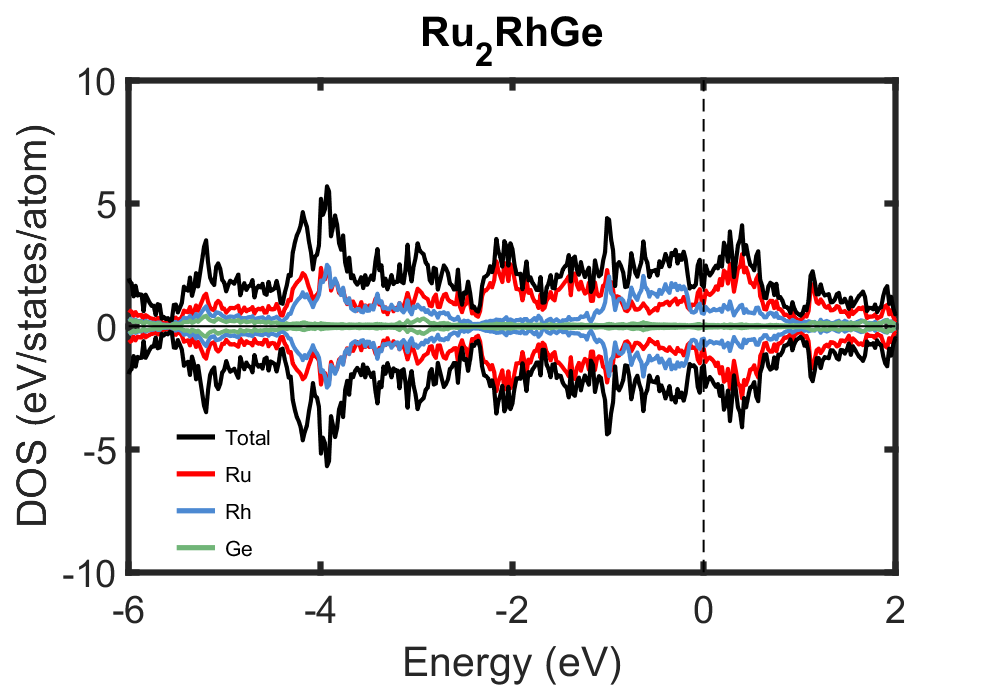 Ru₂RhGe
10
5
0
-5
-10
DOS (eV/states/atom)
Total
Ru
Rh
Ge
-6
-4
-2
0
2
Energy (eV)